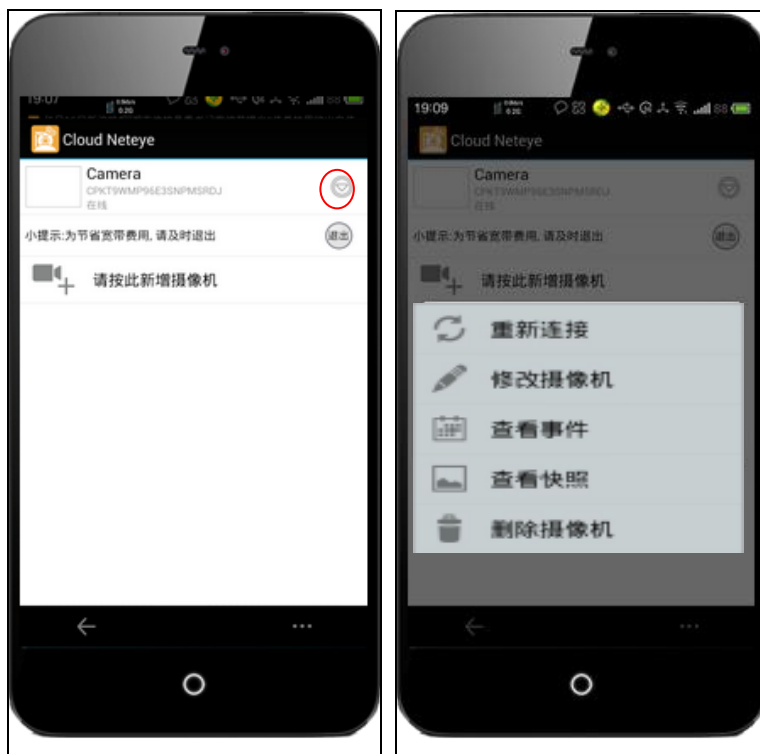 19:07
Cloud Neteye
Camera
CPKT9WMP96E3SNPMSRDJ
在线
小提示:为节省宽带费用, 请及时退出
退出
请按此新增摄像机
19:09
88
Cloud Neteye
Camera
CPKT9WMP96E3SNPMSRDJ
在线
小提示:为节省宽带费用, 请及时退出
退出
请按此新增摄像机
重新连接
修改摄像机
查看事件
查看快照
删除摄像机